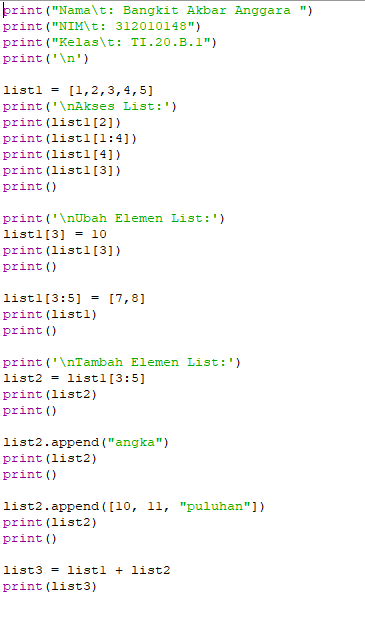 print("Nama\t: Bangkit Akbar Anggara ")
print("NIM\t: 312010148")
print("Kelas\t: TI.20.B.1")
print('\n')
list1 = [1,2,3,4,5]
print('\nAkses List:')
print(list1[2])
print(list1[1:4])
print(list1[4])
print(list1[3])
print()
print('\nUbah Elemen List:')
list1[3] = 10
print(list1[3])
print()
list1[3:5] = [7,8]
print(list1)
print()
print('\nTambah Elemen List:')
list2 = list1[3:5]
print(list2)
print()
list2.append("angka")
print(list2)
print()
list2.append([10, 11, "puluhan"])
print(list2)
print()
list3 = list1 + list2
print(list3)